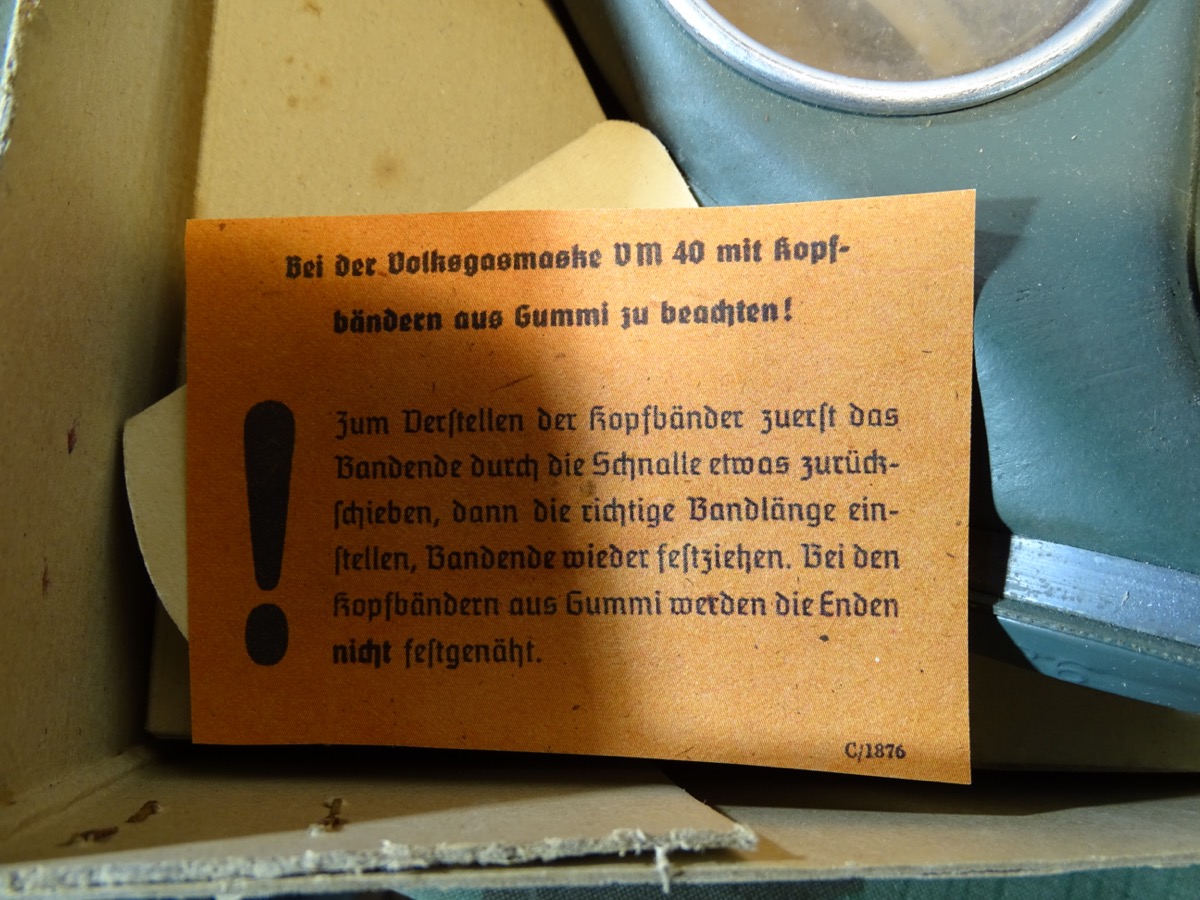 Bei der Volksgasmaske VM 40 mit Kopf-
bändern aus Gummi zu beachten!
!
Zum Verstellen der Kopfbänder zuerst das
Bandende durch die Schnalle etwas zurück-
schieben, dann die richtige Bandlänge ein-
stellen, Bandende wieder festziehen. Bei den
Kopfbändern aus Gummi werden die Enden
nicht festgenäht.
C/1876